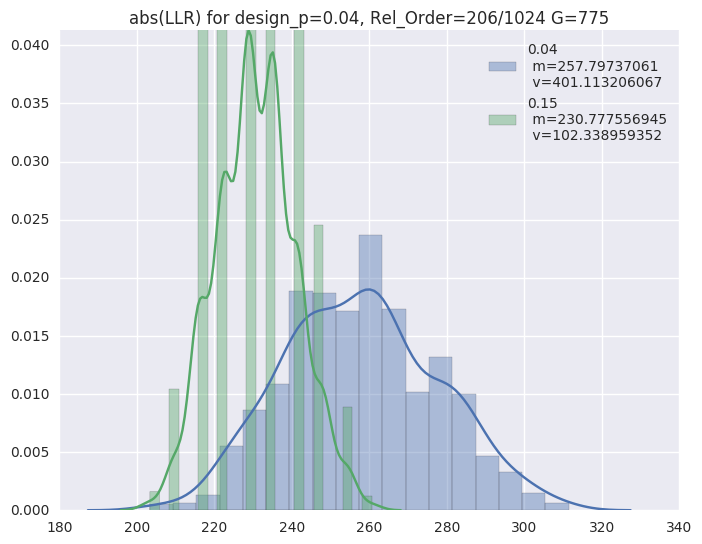 abs(LLR) for design_p=0.04, Rel_Order=206/1024 G=775
0.04
m=257.79737061
v=401.113206067
0.15
m=230.777556945
v=102.338959352
0.040
0.035
0.030
0.025
0.020
0.015
0.010
0.005
0.000
180 200 220 240 260 280 300 320 340